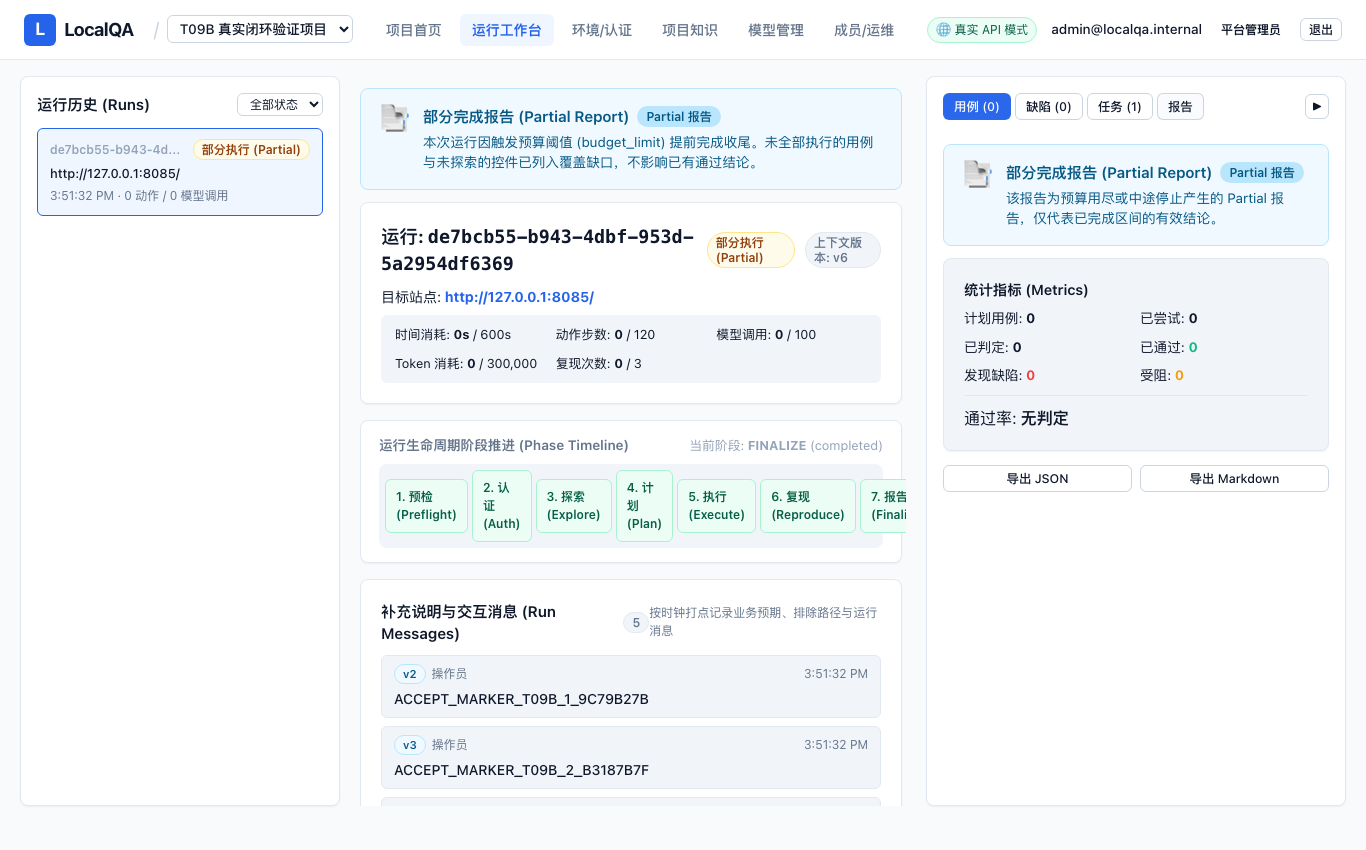 L LocalQA / T09B 真实闭环验证项目 项目首页 运行工作台 环境/认证 项目知识 模型管理 成员/运维 真实 API 模式 admin@localqa.internal 平台管理员 退出
运行历史 (Runs) 全部状态
de7bcb55-b943-4d... 部分执行 (Partial)
http://127.0.0.1:8085/
3:51:32 PM · 0 动作 / 0 模型调用
部分完成报告 (Partial Report) Partial 报告
本次运行因触发预算阈值 (budget_limit) 提前完成收尾。未全部执行的用例
与未探索的控件已列入覆盖缺口，不影响已有通过结论。
运行: de7bcb55-b943-4dbf-953d-
5a2954df6369
部分执行
(Partial)
上下文版
本: v6
目标站点: http://127.0.0.1:8085/
时间消耗: 0s / 600s 动作步数: 0 / 120 模型调用: 0 / 100
Token 消耗: 0 / 300,000 复现次数: 0 / 3
运行生命周期阶段推进 (Phase Timeline) 当前阶段: FINALIZE (completed)
1. 预检
(Preflight)
2. 认
证
(Auth)
3. 探索
(Explore)
4. 计
划
(Plan)
5. 执行
(Execute)
6. 复现
(Reproduce)
7. 报告
(Finali
补充说明与交互消息 (Run
Messages)
5
按时钟打点记录业务预期、排除路径与运行
消息
v2 操作员 3:51:32 PM
ACCEPT_MARKER_T09B_1_9C79B27B
v3 操作员 3:51:32 PM
ACCEPT_MARKER_T09B_2_B3187B7F
用例 (0) 缺陷 (0) 任务 (1) 报告
部分完成报告 (Partial Report) Partial 报告
该报告为预算用尽或中途停止产生的 Partial 报
告，仅代表已完成区间的有效结论。
统计指标 (Metrics)
计划用例: 0 已尝试: 0
已判定: 0 已通过: 0
发现缺陷: 0 受阻: 0
通过率: 无判定
导出 JSON 导出 Markdown